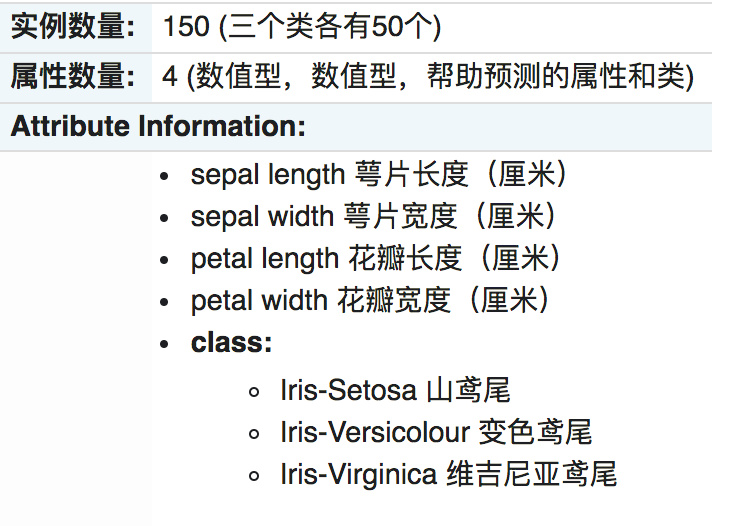 实例数量: 150 (三个类各有50个)
属性数量: 4 (数值型，数值型，帮助预测的属性和类)
Attribute Information:
sepal length 萼片长度（厘米）
sepal width 萼片宽度（厘米）
petal length 花瓣长度（厘米）
petal width 花瓣宽度（厘米）
class:
Iris-Setosa 山鸢尾
Iris-Versicolour 变色鸢尾
Iris-Virginica 维吉尼亚鸢尾